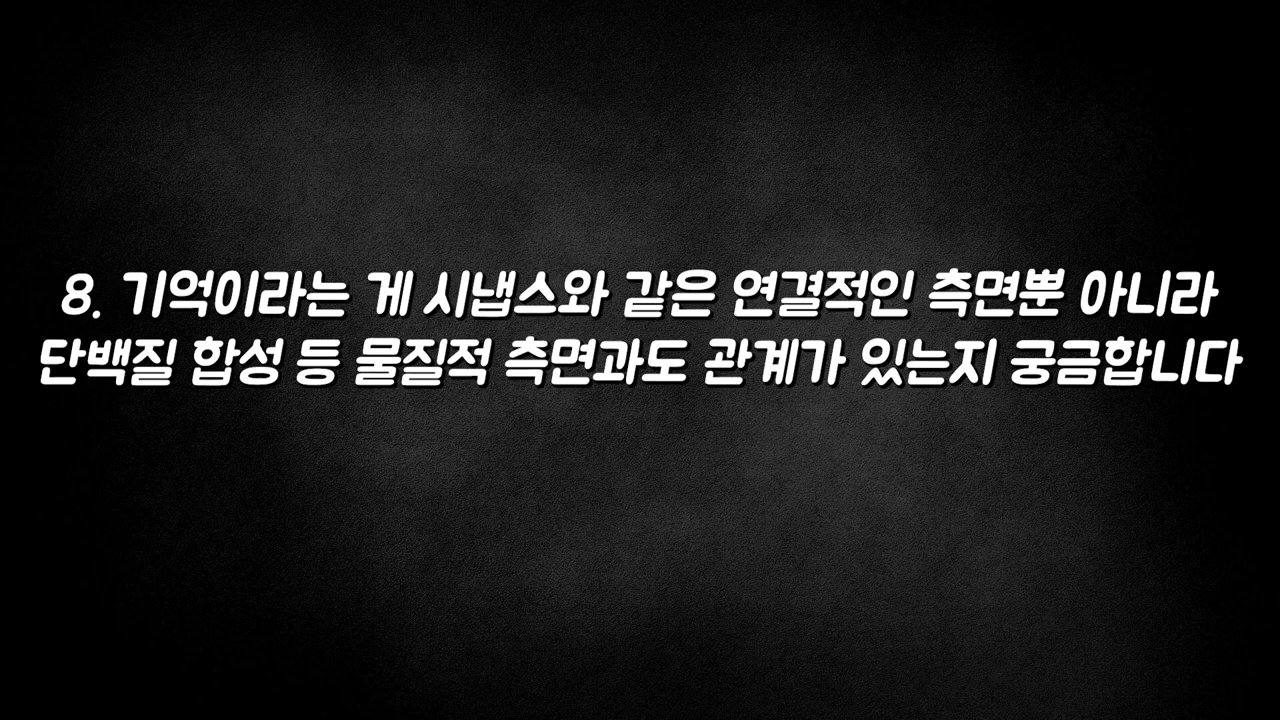 8. 기억이라는 게 시냅스와 같은 연결적인 측면뿐 아니라
단백질 합성 등 물질적 측면과도 관계가 있는지 궁금합니다